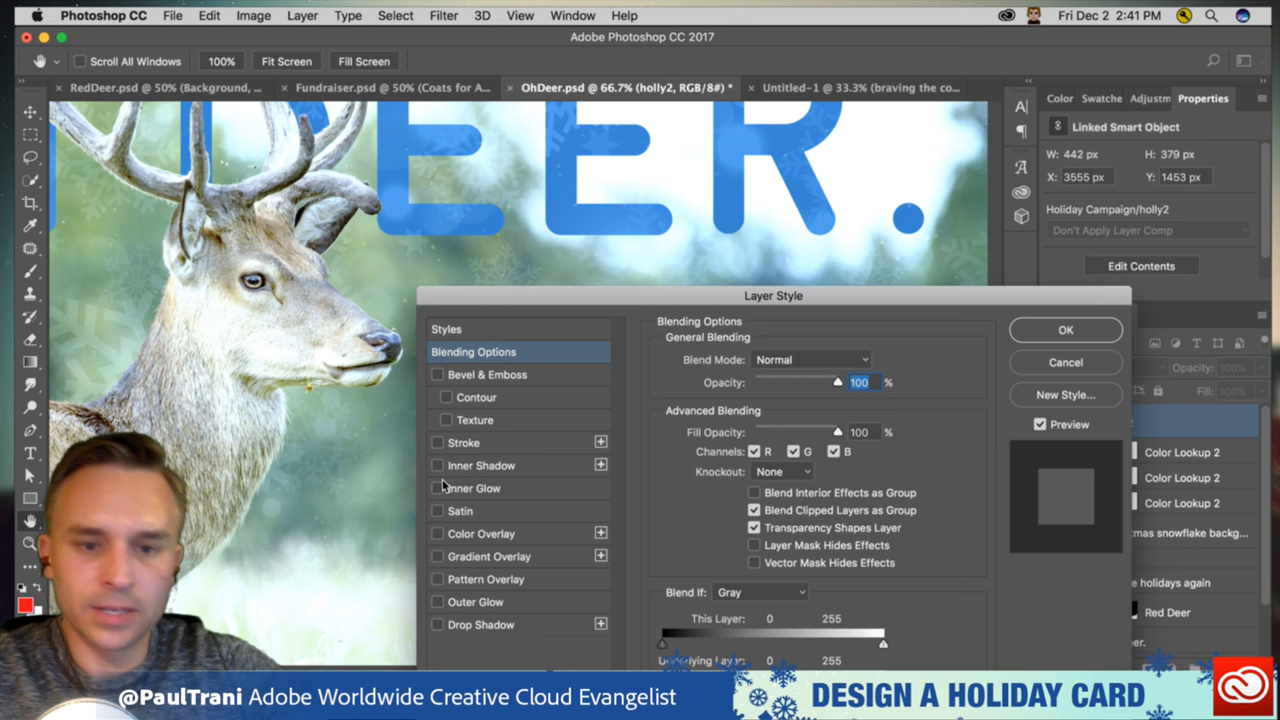 Photoshop CC File Edit Image Layer Type Select Filter 3D View Window Help Fri Dec 2 2:41 PM
Adobe Photoshop CC 2017
Scroll All Windows 100% Fit Screen Fill Screen
RedDeer.psd @ 50% (Background, ... Fundraiser.psd @ 50% (Coats for A... OhDeer.psd @ 66.7% (holly2, RGB/8#) * Untitled-1 @ 33.3% (braving the co...
Color Swatche Adjustm Properties
DEER.
Linked Smart Object
W: 442 px H: 379 px
X: 3555 px Y: 1453 px
Holiday Campaign/holly2
Don't Apply Layer Comp
Edit Contents
Layer Style
Styles
Blending Options
Bevel & Emboss
Contour
Texture
Stroke
Inner Shadow
Inner Glow
Satin
Color Overlay
Gradient Overlay
Pattern Overlay
Outer Glow
Drop Shadow
Blending Options
General Blending
Blend Mode: Normal
Opacity: 100 %
Advanced Blending
Fill Opacity: 100 %
Channels: R G B
Knockout: None
Blend Interior Effects as Group
Blend Clipped Layers as Group
Transparency Shapes Layer
Layer Mask Hides Effects
Vector Mask Hides Effects
Blend If: Gray
This Layer: 0 255
Underlying Layer: 0 255
OK
Cancel
New Style...
Preview
Opacity: 100%
Fill: 100%
Color Lookup 2
Color Lookup 2
Color Lookup 2
tmas snowflake backg...
e holidays again
Red Deer
er.
@PaulTrani Adobe Worldwide Creative Cloud Evangelist
DESIGN A HOLIDAY CARD